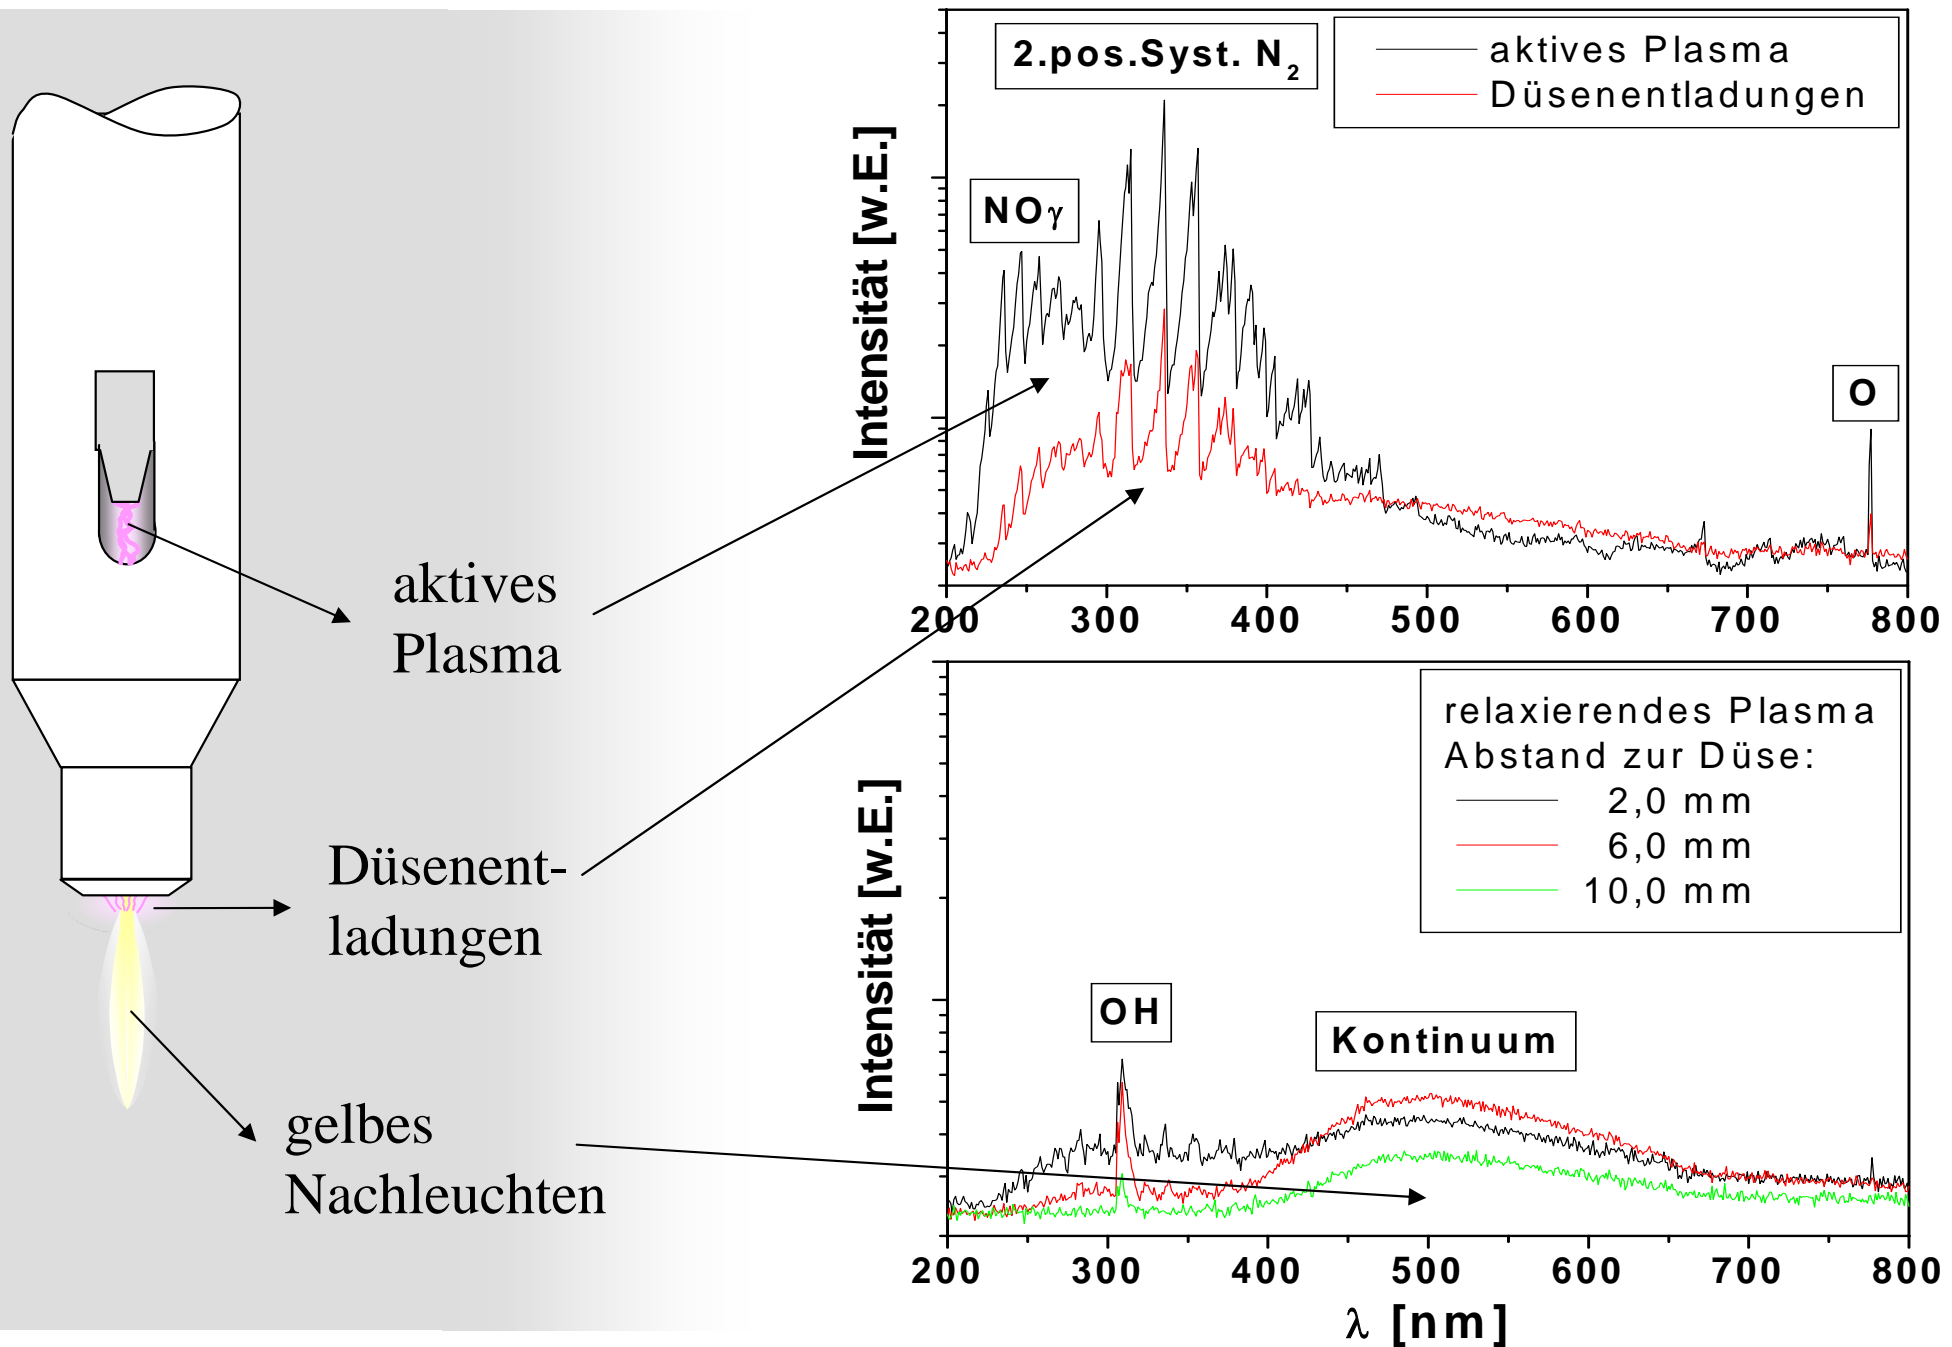 aktives
Plasma
Düsenent-
ladungen
gelbes
Nachleuchten
2.pos.Syst. N2
aktives Plasma
Düsenentladungen
NOγ
O
Intensität [w.E.]
200 300 400 500 600 700 800
relaxierendes Plasma
Abstand zur Düse:
2,0 mm
6,0 mm
10,0 mm
OH
Kontinuum
Intensität [w.E.]
200 300 400 500 600 700 800
λ [nm]